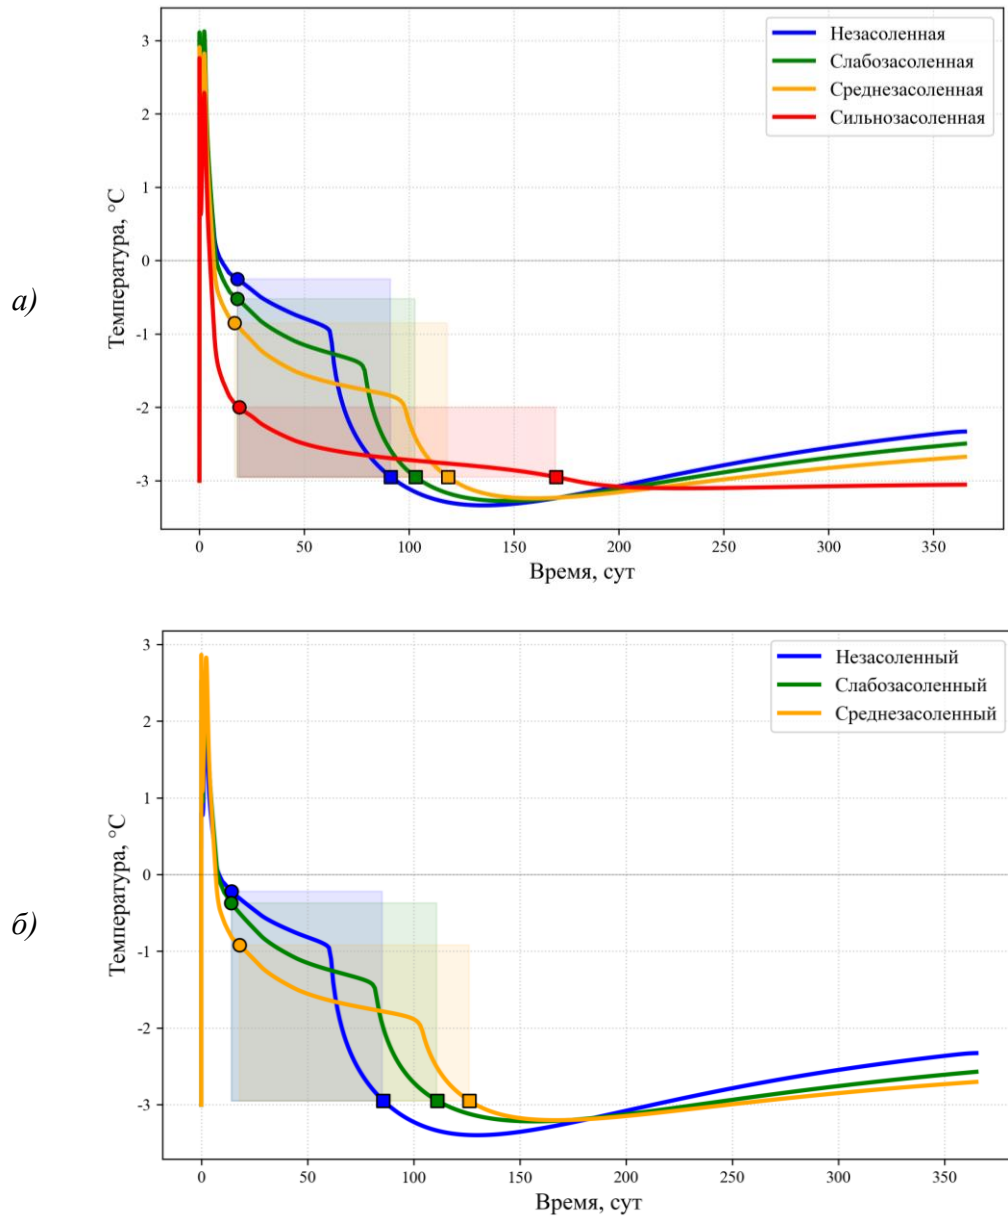 а)
Температура, °C
3
2
1
0
-1
-2
-3
0 50 100 150 200 250 300 350
Время, сут
Незасоленная
Слабозасоленная
Среднезасоленная
Сильнозасоленная
б)
Температура, °C
3
2
1
0
-1
-2
-3
0 50 100 150 200 250 300 350
Время, сут
Незасоленный
Слабозасоленный
Среднезасоленный